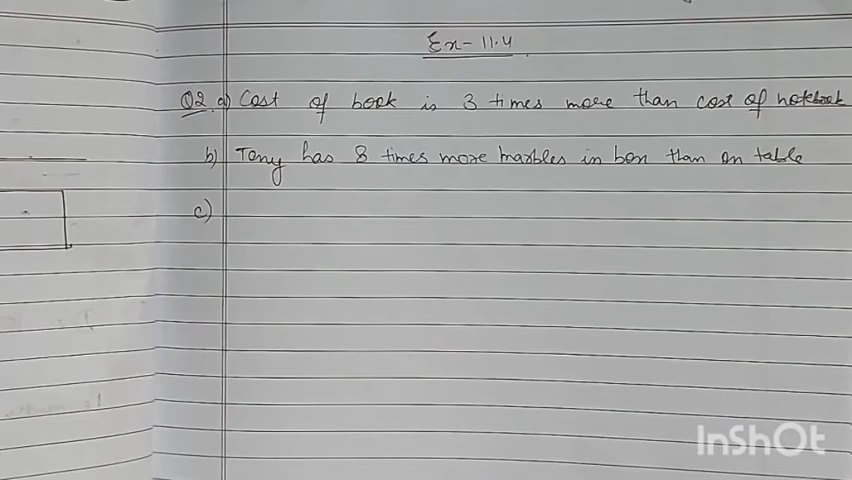 Ex-11.4
Q2 a) Cost of book is 3 times more than cost of notebook
b) Tony has 8 times more marbles in box than on table
c)
InShOt